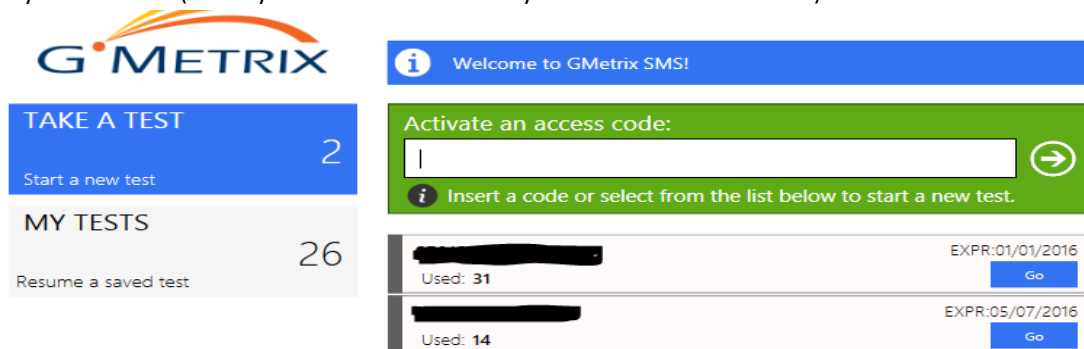 G METRIX
Welcome to GMetrix SMS!
TAKE A TEST
2
Start a new test
MY TESTS
26
Resume a saved test
Activate an access code:
Insert a code or select from the list below to start a new test.
EXPR:01/01/2016
Used: 31
Go
EXPR:05/07/2016
Used: 14
Go